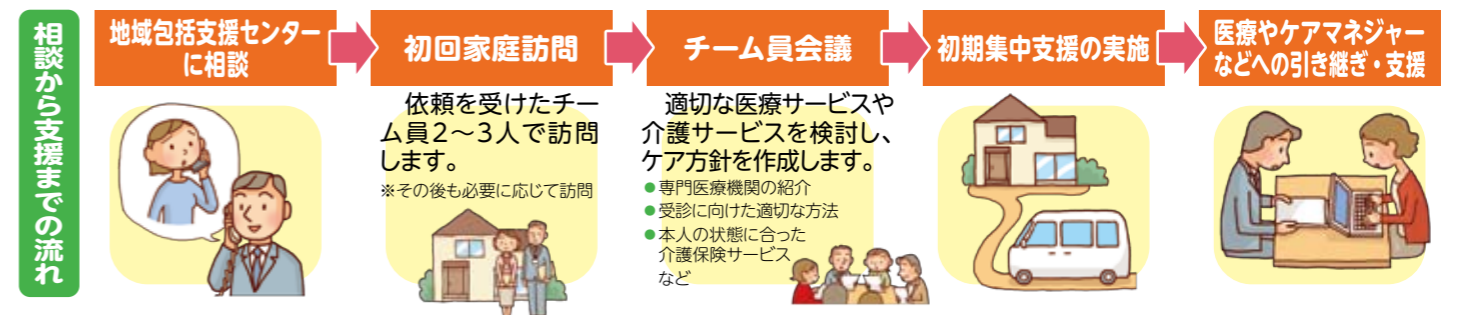 相談から支援までの流れ
地域包括支援センター
に相談
初回家庭訪問
依頼を受けたチー
ム員2～3人で訪問
します。
※その後も必要に応じて訪問
チーム員会議
適切な医療サービスや
介護サービスを検討し、
ケア方針を作成します。
●専門医療機関の紹介
●受診に向けた適切な方法
●本人の状態に合った
介護保険サービス
など
初期集中支援の実施
医療やケアマネジャー
などへの引き継ぎ・支援